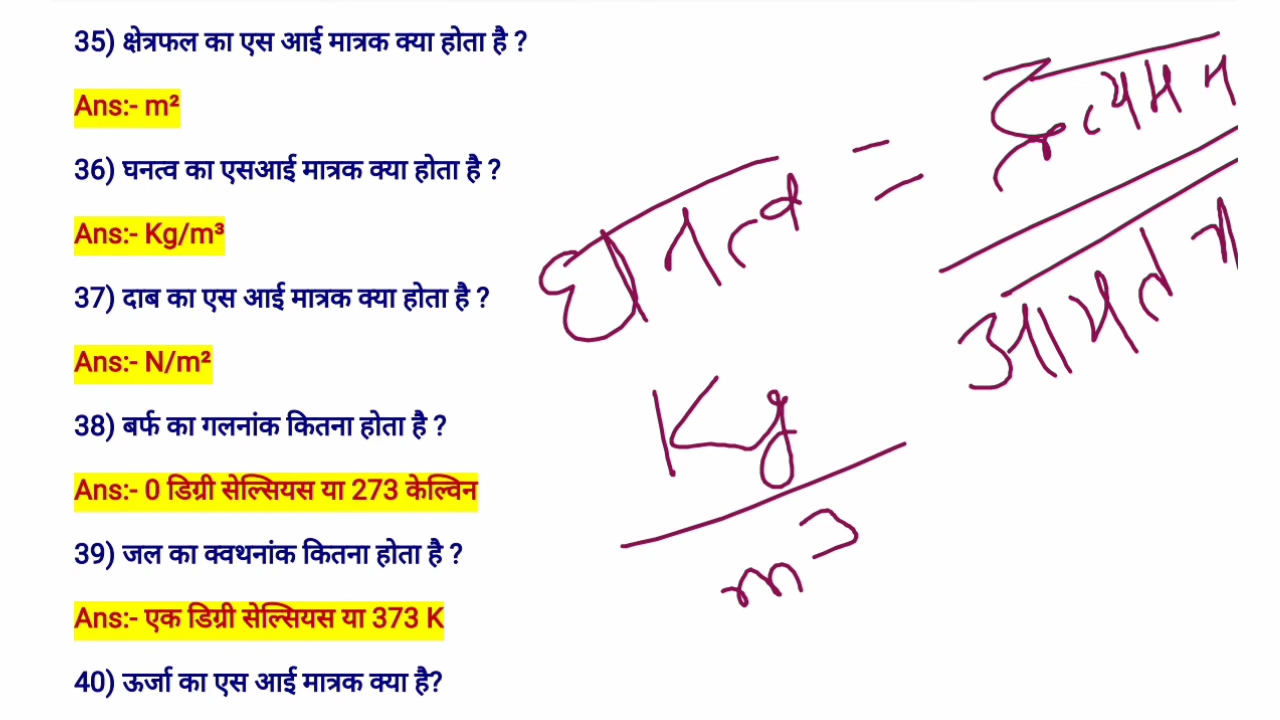 35) क्षेत्रफल का एस आई मात्रक क्या होता है ?
Ans:- m²
36) घनत्व का एसआई मात्रक क्या होता है ?
Ans:- Kg/m³
37) दाब का एस आई मात्रक क्या होता है ?
Ans:- N/m²
38) बर्फ का गलनांक कितना होता है ?
Ans:- 0 डिग्री सेल्सियस या 273 केल्विन
39) जल का क्वथनांक कितना होता है ?
Ans:- एक डिग्री सेल्सियस या 373 K
40) ऊर्जा का एस आई मात्रक क्या है?
घनत्व = द्रव्यमान
आयतन
Kg
m³